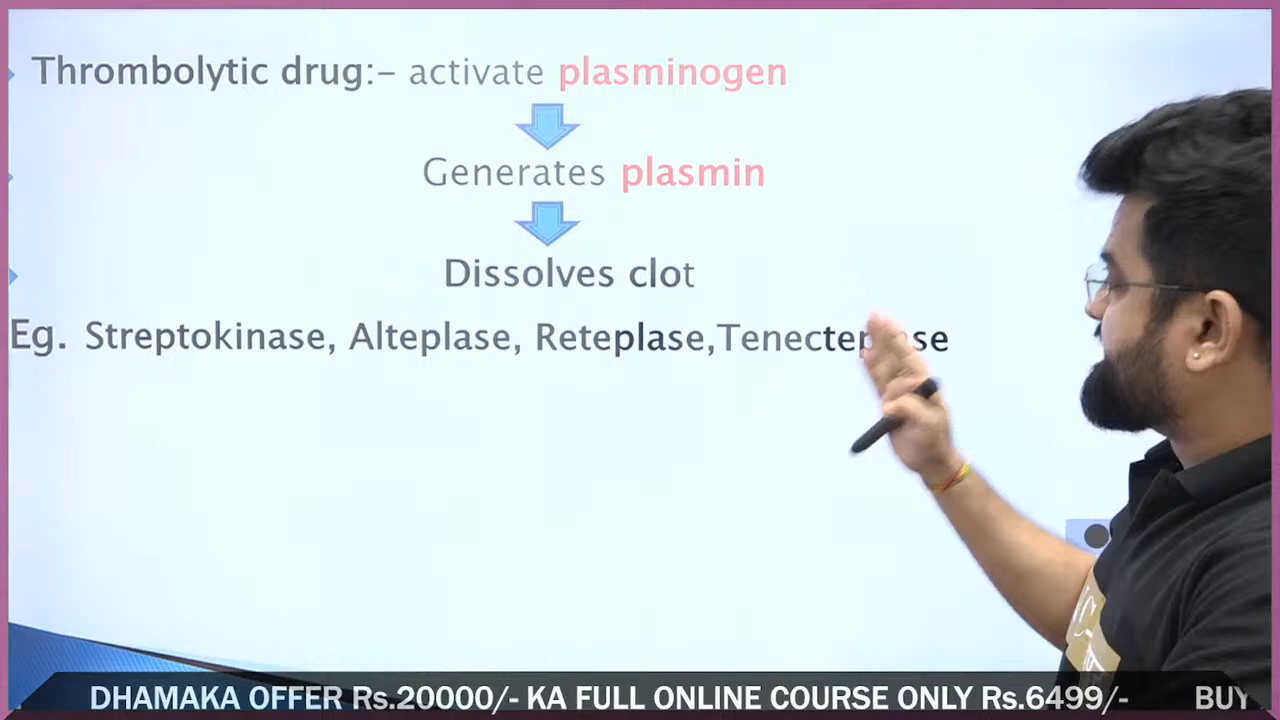 Thrombolytic drug:- activate plasminogen
Generates plasmin
Dissolves clot
Eg. Streptokinase, Alteplase, Reteplase,Tenecteplase
DHAMAKA OFFER Rs.20000/- KA FULL ONLINE COURSE ONLY Rs.6499/- BUY